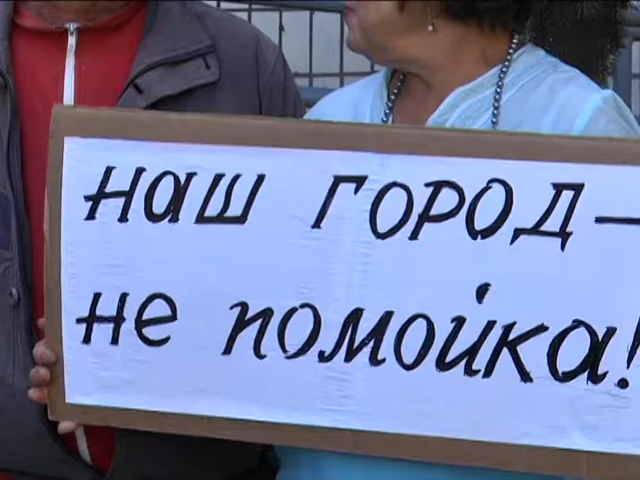 наш город —
не помойка!